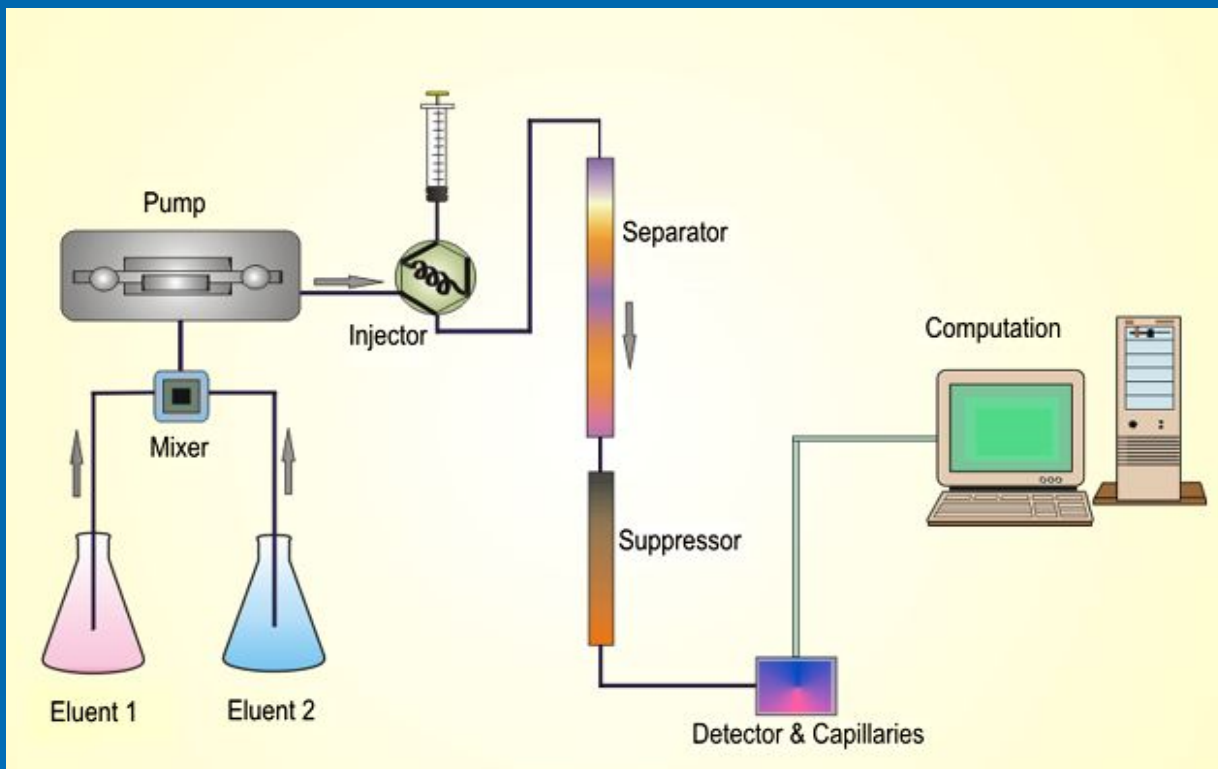 Pump
Separator
Injector
Computation
Mixer
Suppressor
Eluent 1
Eluent 2
Detector & Capillaries